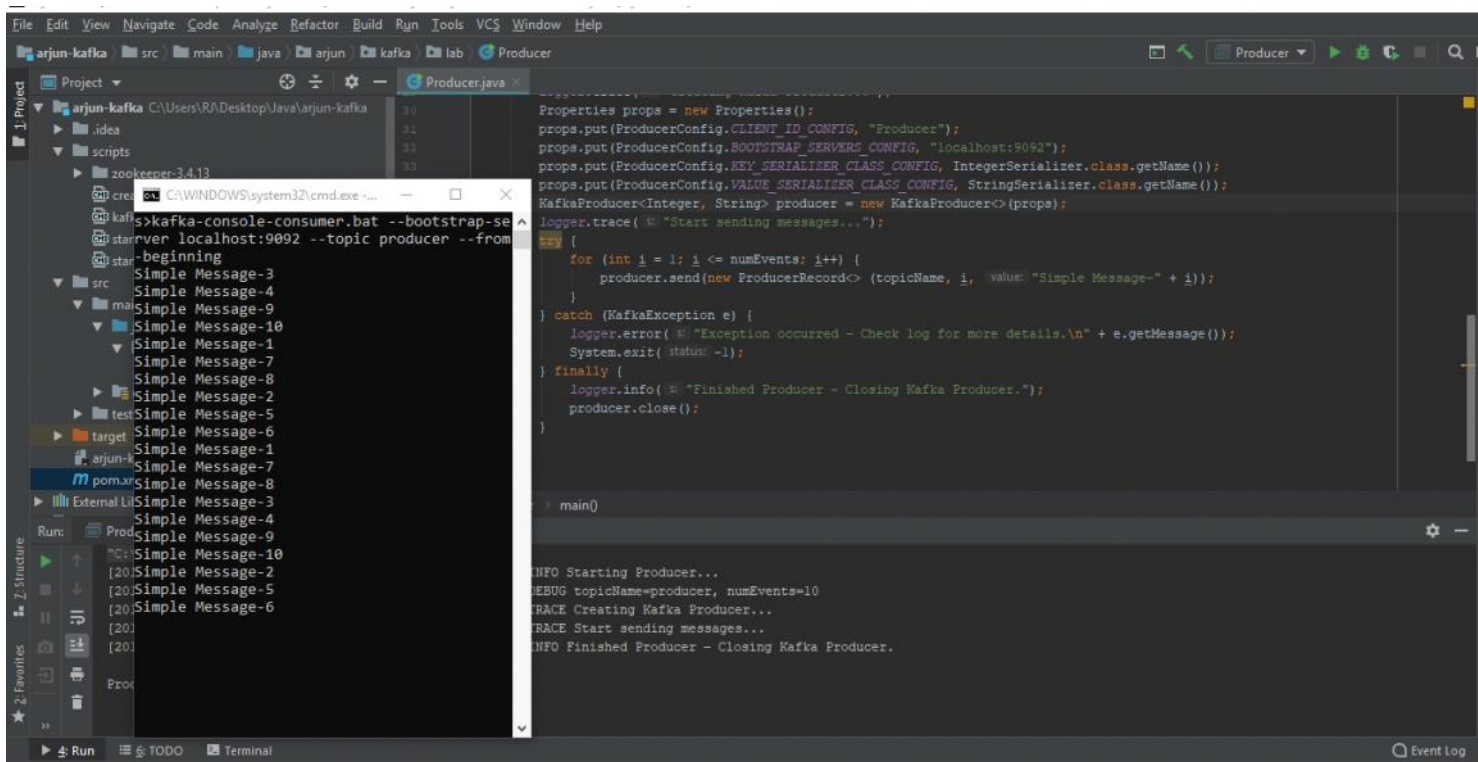 File Edit View Navigate Code Analyze Refactor Build Run Tools VCS Window Help
arjun-kafka src main java arjun kafka lab Producer
Producer
1: Project
Project
Producer.java
arjun-kafka C:\Users\RJ\Desktop\Java\arjun-kafka
.idea
scripts
zookeeper-3.4.13
src
test
target
External
30 Properties props = new Properties();
31 props.put(ProducerConfig.CLIENT_ID_CONFIG, "Producer");
32 props.put(ProducerConfig.BOOTSTRAP_SERVERS_CONFIG, "localhost:9092");
33 props.put(ProducerConfig.KEY_SERIALIZER_CLASS_CONFIG, IntegerSerializer.class.getName());
props.put(ProducerConfig.VALUE_SERIALIZER_CLASS_CONFIG, StringSerializer.class.getName());
KafkaProducer<Integer, String> producer = new KafkaProducer<>(props);
logger.trace( s: "Start sending messages...");
try {
for (int i = 1; i <= numEvents; i++) {
producer.send(new ProducerRecord<> (topicName, i, value: "Simple Message-" + i));
}
} catch (KafkaException e) {
logger.error( s: "Exception occurred - Check log for more details.\n" + e.getMessage());
System.exit( status: -1);
} finally {
logger.info( s: "Finished Producer - Closing Kafka Producer.");
producer.close();
}
main()
C:\WINDOWS\system32\cmd.exe -...
s>kafka-console-consumer.bat --bootstrap-se
rver localhost:9092 --topic producer --from
-beginning
Simple Message-3
Simple Message-4
Simple Message-9
Simple Message-10
Simple Message-1
Simple Message-7
Simple Message-8
Simple Message-2
Simple Message-5
Simple Message-6
Simple Message-1
Simple Message-7
Simple Message-8
Simple Message-3
Simple Message-4
Simple Message-9
Simple Message-10
Simple Message-2
Simple Message-5
Simple Message-6
Run: Prod
INFO Starting Producer...
DEBUG topicName=producer, numEvents=10
TRACE Creating Kafka Producer...
TRACE Start sending messages...
INFO Finished Producer - Closing Kafka Producer.
Z: Structure
2: Favorites
4: Run 6: TODO Terminal
Event Log